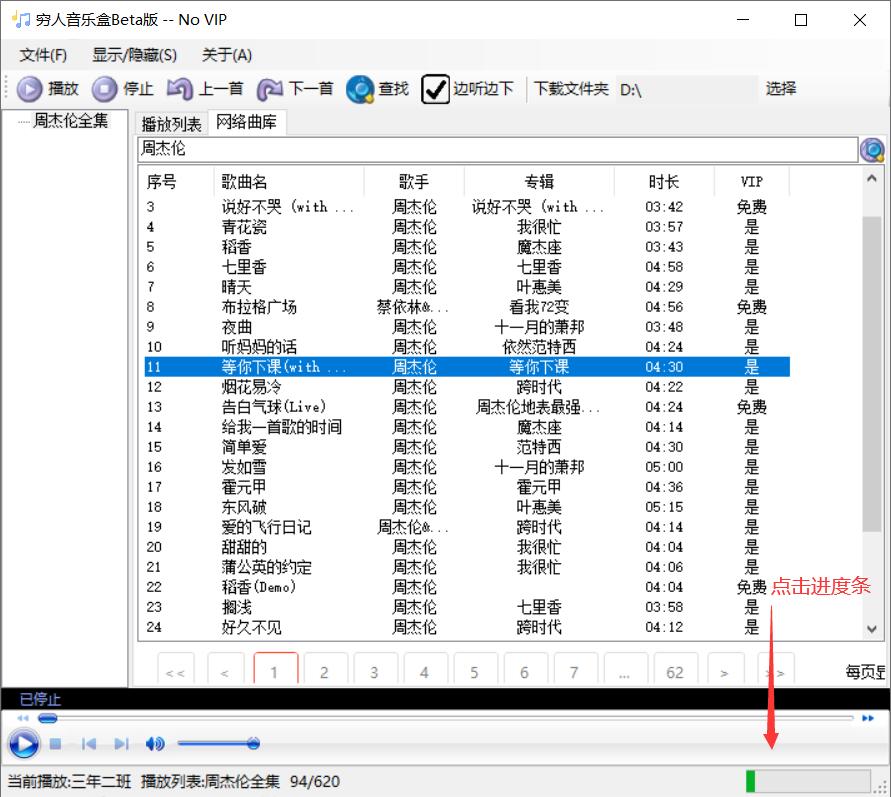 穷人音乐盒Beta版 -- No VIP
文件(F) 显示/隐藏(S) 关于(A)
播放 停止 上一首 下一首 查找 边听边下 下载文件夹 D:\ 选择
周杰伦全集
播放列表 网络曲库
周杰伦
序号 歌曲名 歌手 专辑 时长 VIP
3 说好不哭 (with ... 周杰伦 说好不哭 (with ... 03:42 免费
4 青花瓷 周杰伦 我很忙 03:57 是
5 稻香 周杰伦 魔杰座 03:43 是
6 七里香 周杰伦 七里香 04:58 是
7 晴天 周杰伦 叶惠美 04:29 是
8 布拉格广场 蔡依林&... 看我72变 04:56 免费
9 夜曲 周杰伦 十一月的萧邦 03:48 是
10 听妈妈的话 周杰伦 依然范特西 04:24 是
11 等你下课(with ... 周杰伦 等你下课 04:30 是
12 烟花易冷 周杰伦 跨时代 04:22 是
13 告白气球(Live) 周杰伦 周杰伦地表最强... 04:24 免费
14 给我一首歌的时间 周杰伦 魔杰座 04:14 是
15 简单爱 周杰伦 范特西 04:30 是
16 发如雪 周杰伦 十一月的萧邦 05:00 是
17 霍元甲 周杰伦 霍元甲 04:36 是
18 东风破 周杰伦 叶惠美 05:15 是
19 爱的飞行日记 周杰伦&... 跨时代 04:14 是
20 甜甜的 周杰伦 我很忙 04:04 是
21 蒲公英的约定 周杰伦 我很忙 04:06 是
22 稻香(Demo) 周杰伦 04:04 免费
点击进度条
23 搁浅 周杰伦 七里香 03:58 是
24 好久不见 周杰伦 跨时代 04:12 是
<< < 1 2 3 4 5 6 7 ... 62 > >> 每页显
已停止
当前播放:三年二班 播放列表:周杰伦全集 94/620